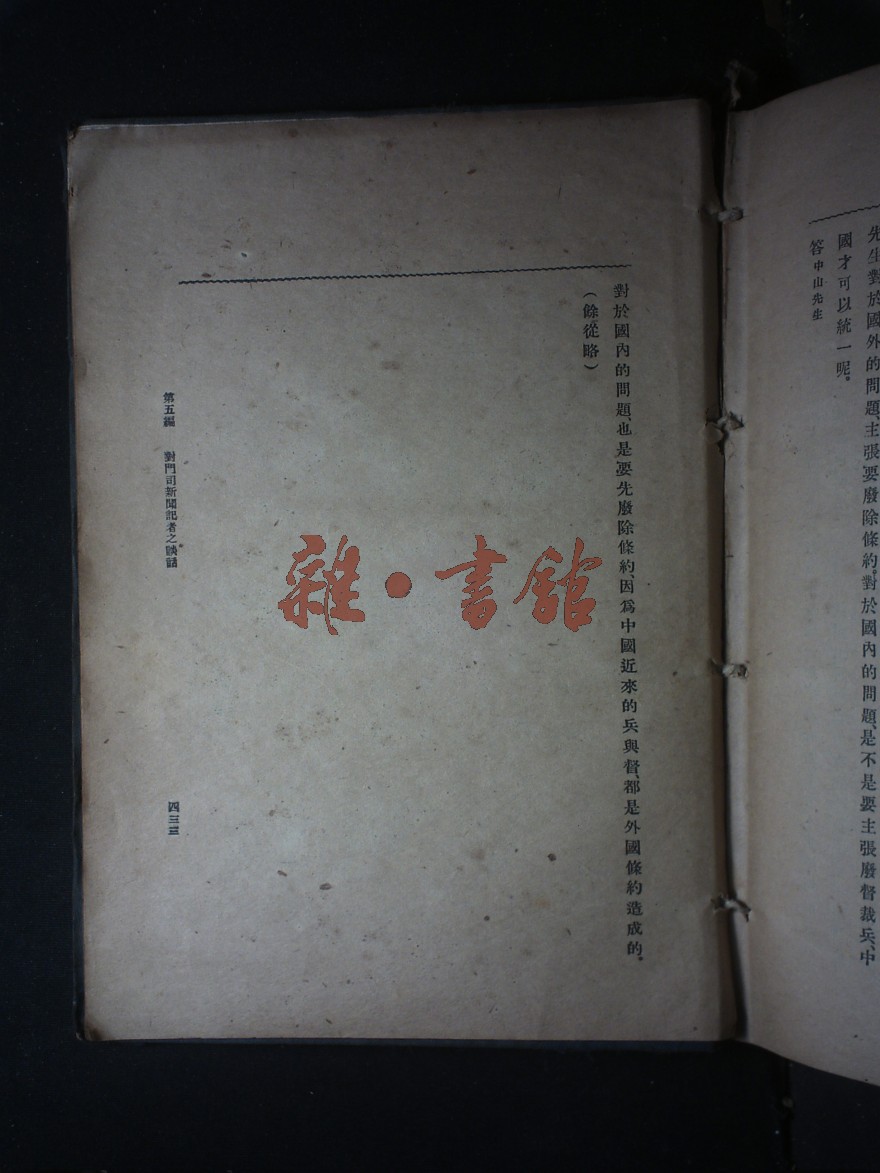 先生對於國外的問題、主張要廢除條約。對於國內的問題、是不是要主張廢督裁兵、中
國才可以統一呢。
答 中山先生
對於國內的問題、也是要先廢除條約、因爲中國近來的兵與督、都是外國條約造成的。
（餘從略）
第五編　對門司新聞記者之談話
四三三
雜・書館